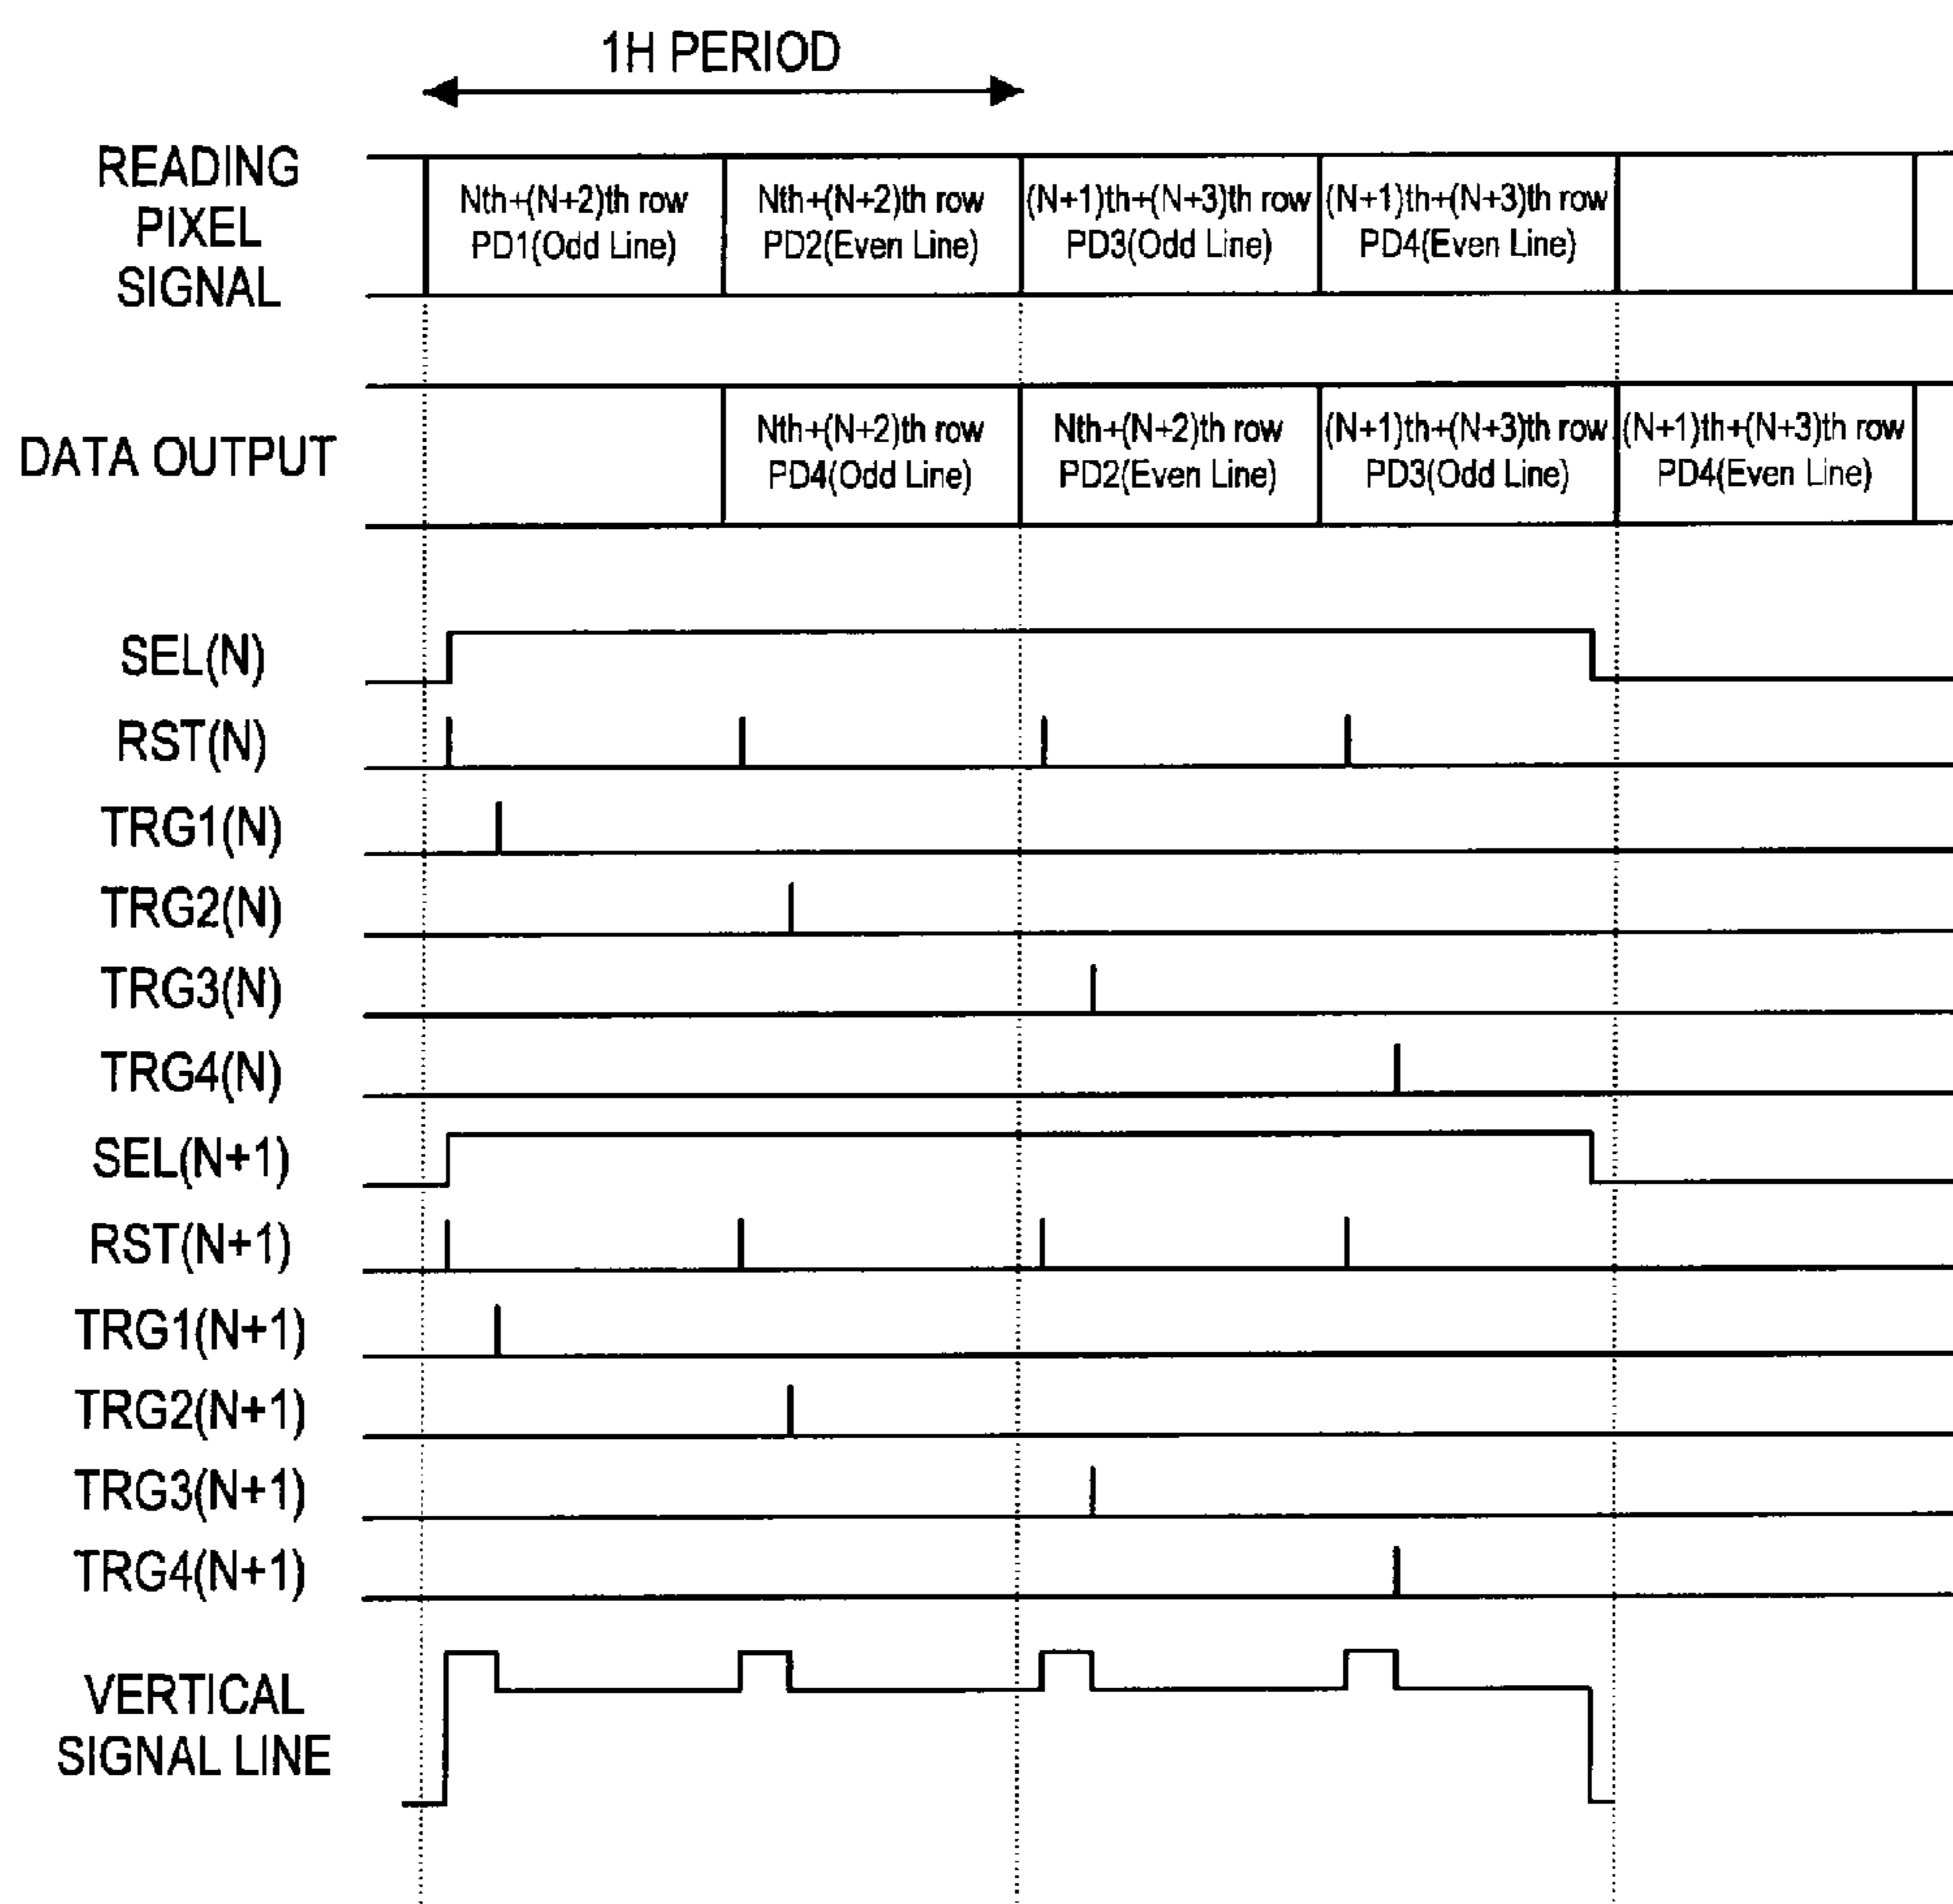 1H PERIOD
READING
PIXEL
SIGNAL
Nth+(N+2)th row
PD1(Odd Line)
Nth+(N+2)th row
PD2(Even Line)
(N+1)th+(N+3)th row
PD3(Odd Line)
(N+1)th+(N+3)th row
PD4(Even Line)
DATA OUTPUT
Nth+(N+2)th row
PD4(Odd Line)
Nth+(N+2)th row
PD2(Even Line)
(N+1)th+(N+3)th row
PD3(Odd Line)
(N+1)th+(N+3)th row
PD4(Even Line)
SEL(N)
RST(N)
TRG1(N)
TRG2(N)
TRG3(N)
TRG4(N)
SEL(N+1)
RST(N+1)
TRG1(N+1)
TRG2(N+1)
TRG3(N+1)
TRG4(N+1)
VERTICAL
SIGNAL LINE